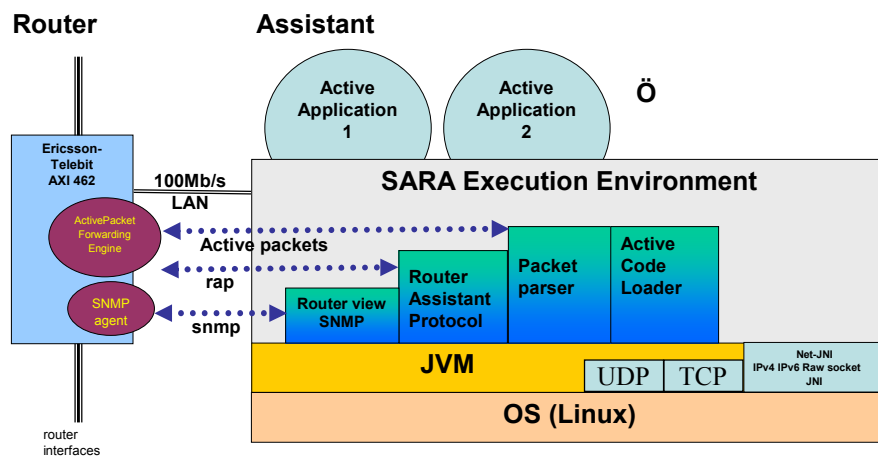 Router
Assistant
Active
Application
1
Active
Application
2
Ö
Ericsson-
Telebit
AXI 462
100Mb/s
LAN
SARA Execution Environment
ActivePacket
Forwarding
Engine
Active packets
rap
SNMP
agent
snmp
Router view
SNMP
Router
Assistant
Protocol
Packet
parser
Active
Code
Loader
JVM
UDP
TCP
Net-JNI
IPv4 IPv6 Raw socket
JNI
OS (Linux)
router
interfaces